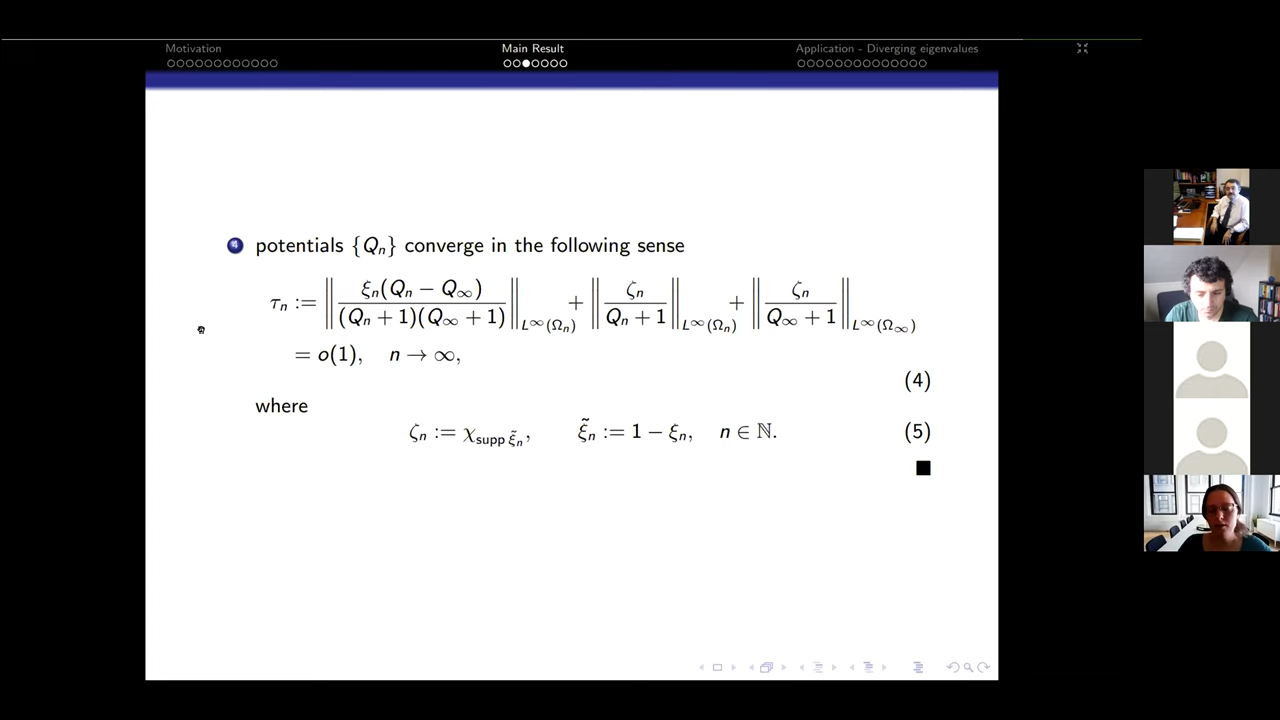 Motivation
Main Result
Application - Diverging eigenvalues
4 potentials {Qₙ} converge in the following sense
τₙ := ‖ ξₙ(Qₙ − Q∞) / (Qₙ + 1)(Q∞ + 1) ‖ L∞(Ωₙ) + ‖ ζₙ / Qₙ + 1 ‖ L∞(Ωₙ) + ‖ ζₙ / Q∞ + 1 ‖ L∞(Ω∞)
= o(1), n → ∞,
(4)
where
ζₙ := χ supp ξ̃ₙ, ξ̃ₙ := 1 − ξₙ, n ∈ ℕ. (5)